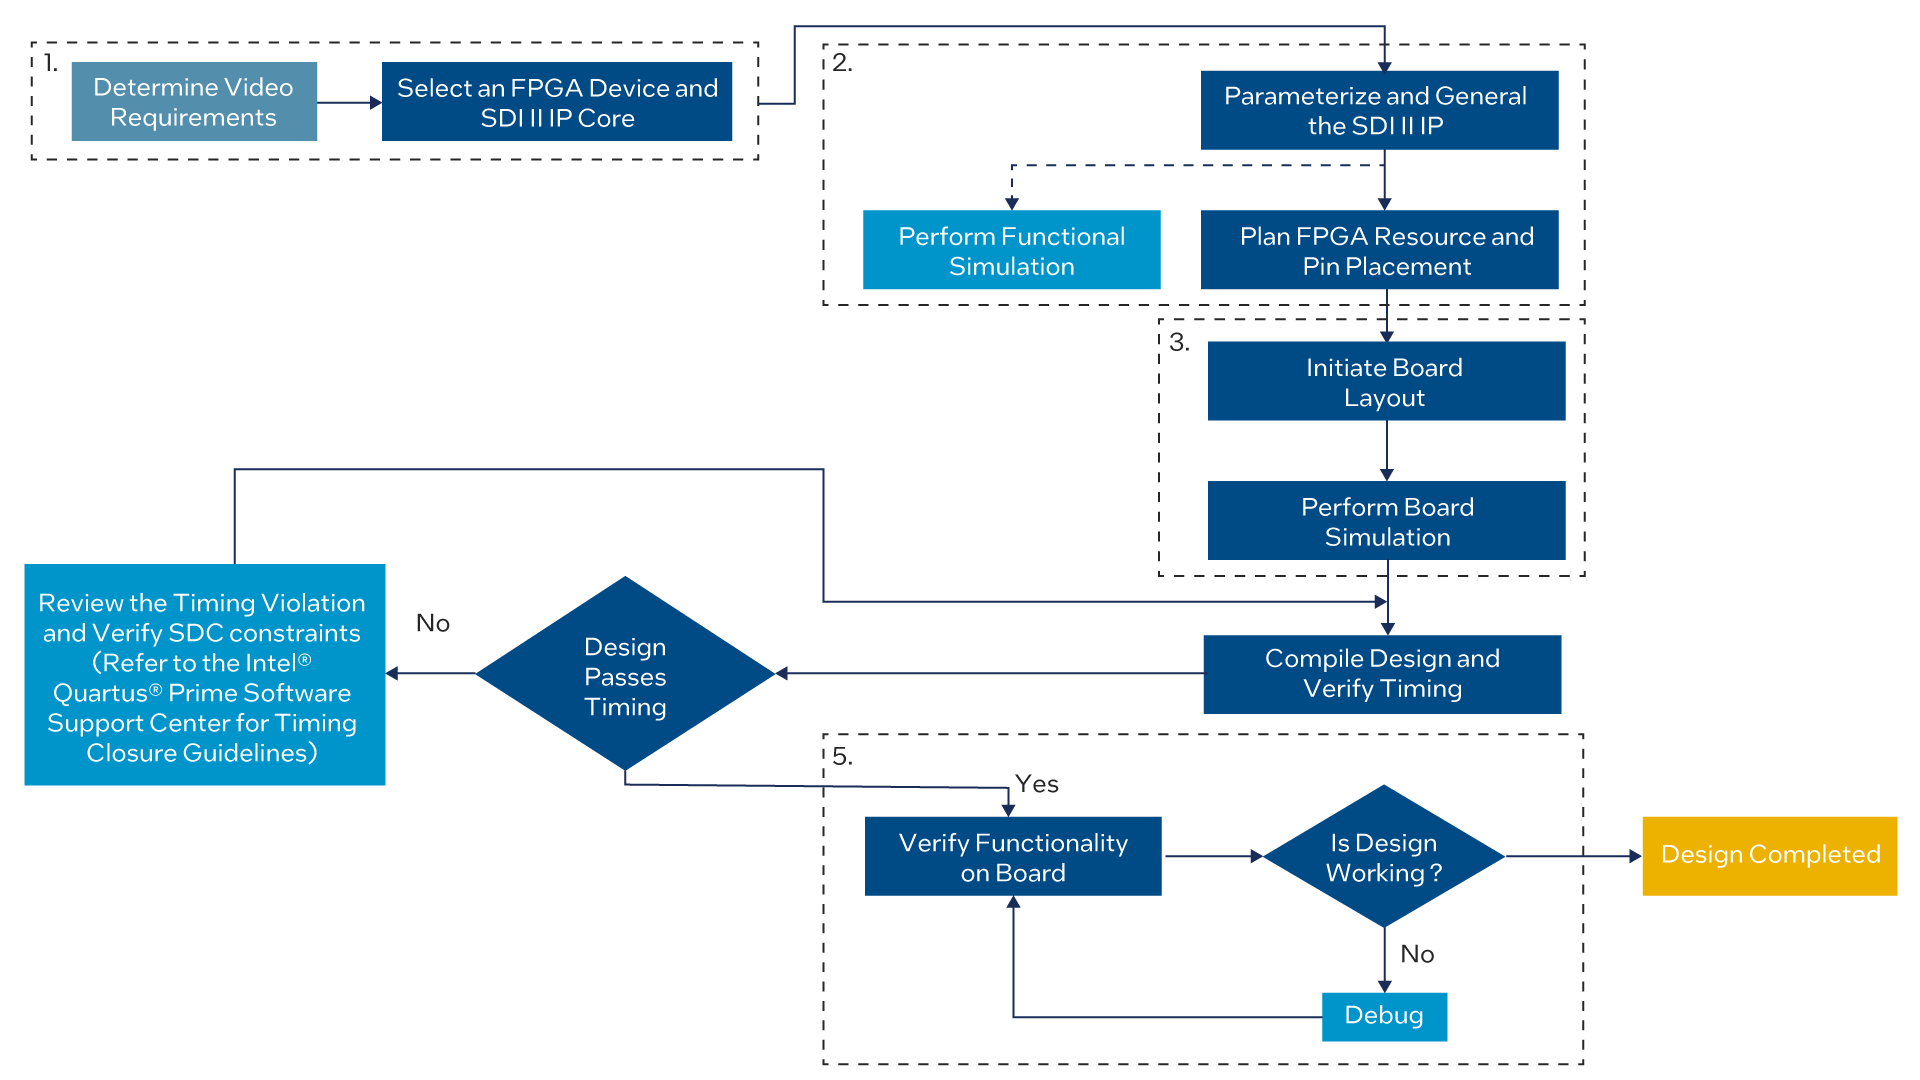 1.
Determine Video
Requirements
Select an FPGA Device and
SDI II IP Core
2.
Parameterize and General
the SDI II IP
Perform Functional
Simulation
Plan FPGA Resource and
Pin Placement
3.
Initiate Board
Layout
Perform Board
Simulation
Compile Design and
Verify Timing
Design
Passes
Timing
No
Review the Timing Violation
and Verify SDC constraints
(Refer to the Intel®
Quartus® Prime Software
Support Center for Timing
Closure Guidelines)
5.
Yes
Verify Functionality
on Board
Is Design
Working ?
Design Completed
No
Debug